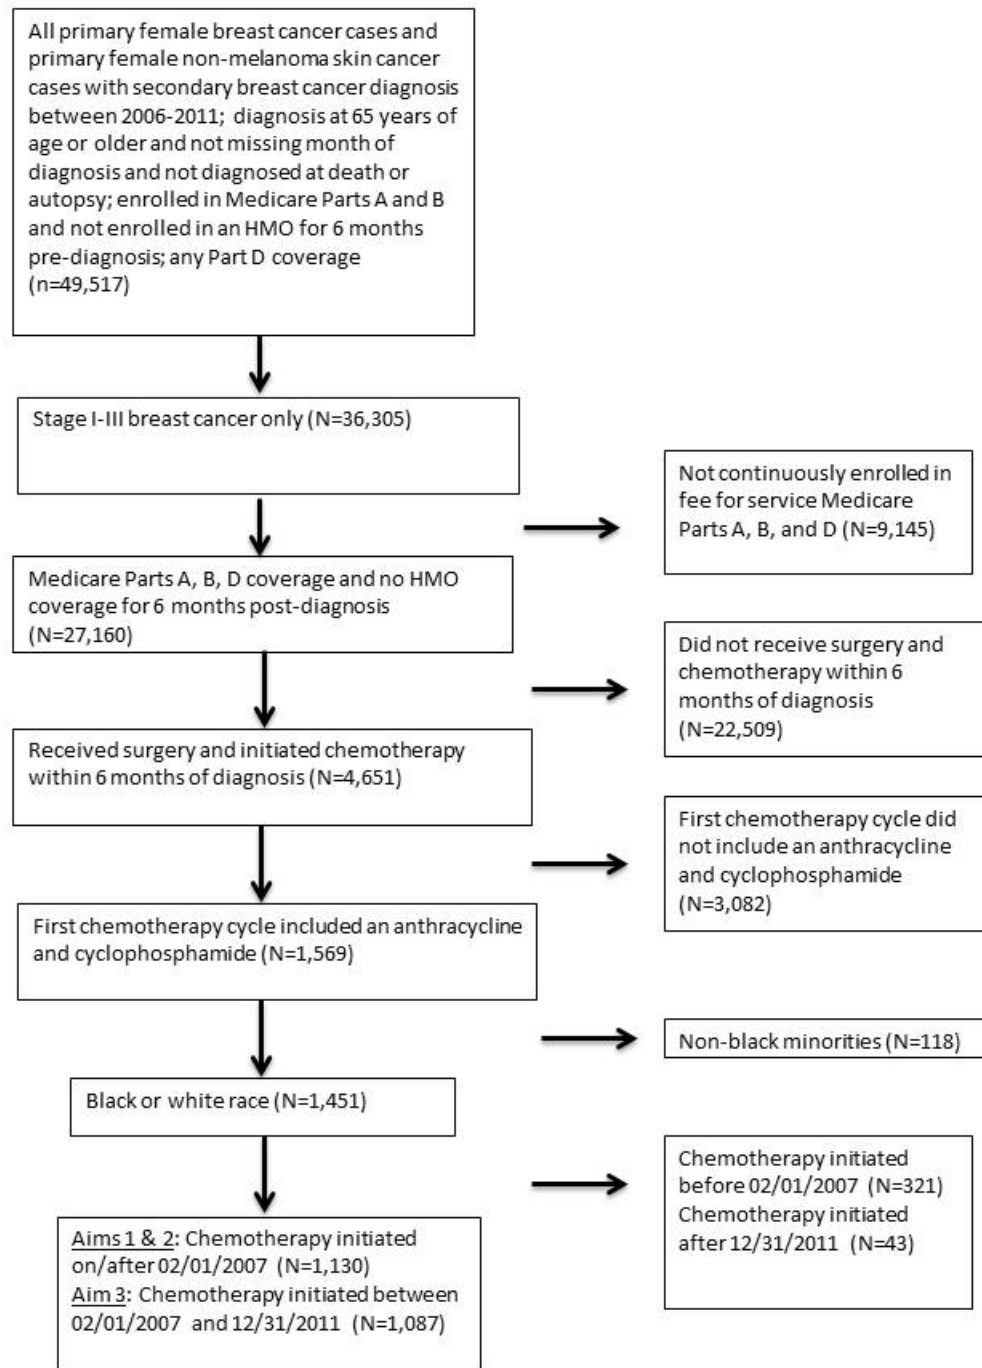 All primary female breast cancer cases and
primary female non-melanoma skin cancer
cases with secondary breast cancer diagnosis
between 2006-2011; diagnosis at 65 years of
age or older and not missing month of
diagnosis and not diagnosed at death or
autopsy; enrolled in Medicare Parts A and B
and not enrolled in an HMO for 6 months
pre-diagnosis; any Part D coverage
(n=49,517)
Stage I-III breast cancer only (N=36,305)
Not continuously enrolled in
fee for service Medicare
Parts A, B, and D (N=9,145)
Medicare Parts A, B, D coverage and no HMO
coverage for 6 months post-diagnosis
(N=27,160)
Did not receive surgery and
chemotherapy within 6
months of diagnosis
(N=22,509)
Received surgery and initiated chemotherapy
within 6 months of diagnosis (N=4,651)
First chemotherapy cycle did
not include an anthracycline
and cyclophosphamide
(N=3,082)
First chemotherapy cycle included an anthracycline
and cyclophosphamide (N=1,569)
Non-black minorities (N=118)
Black or white race (N=1,451)
Chemotherapy initiated
before 02/01/2007 (N=321)
Chemotherapy initiated
after 12/31/2011 (N=43)
Aims 1 & 2: Chemotherapy initiated
on/after 02/01/2007 (N=1,130)
Aim 3: Chemotherapy initiated between
02/01/2007 and 12/31/2011 (N=1,087)